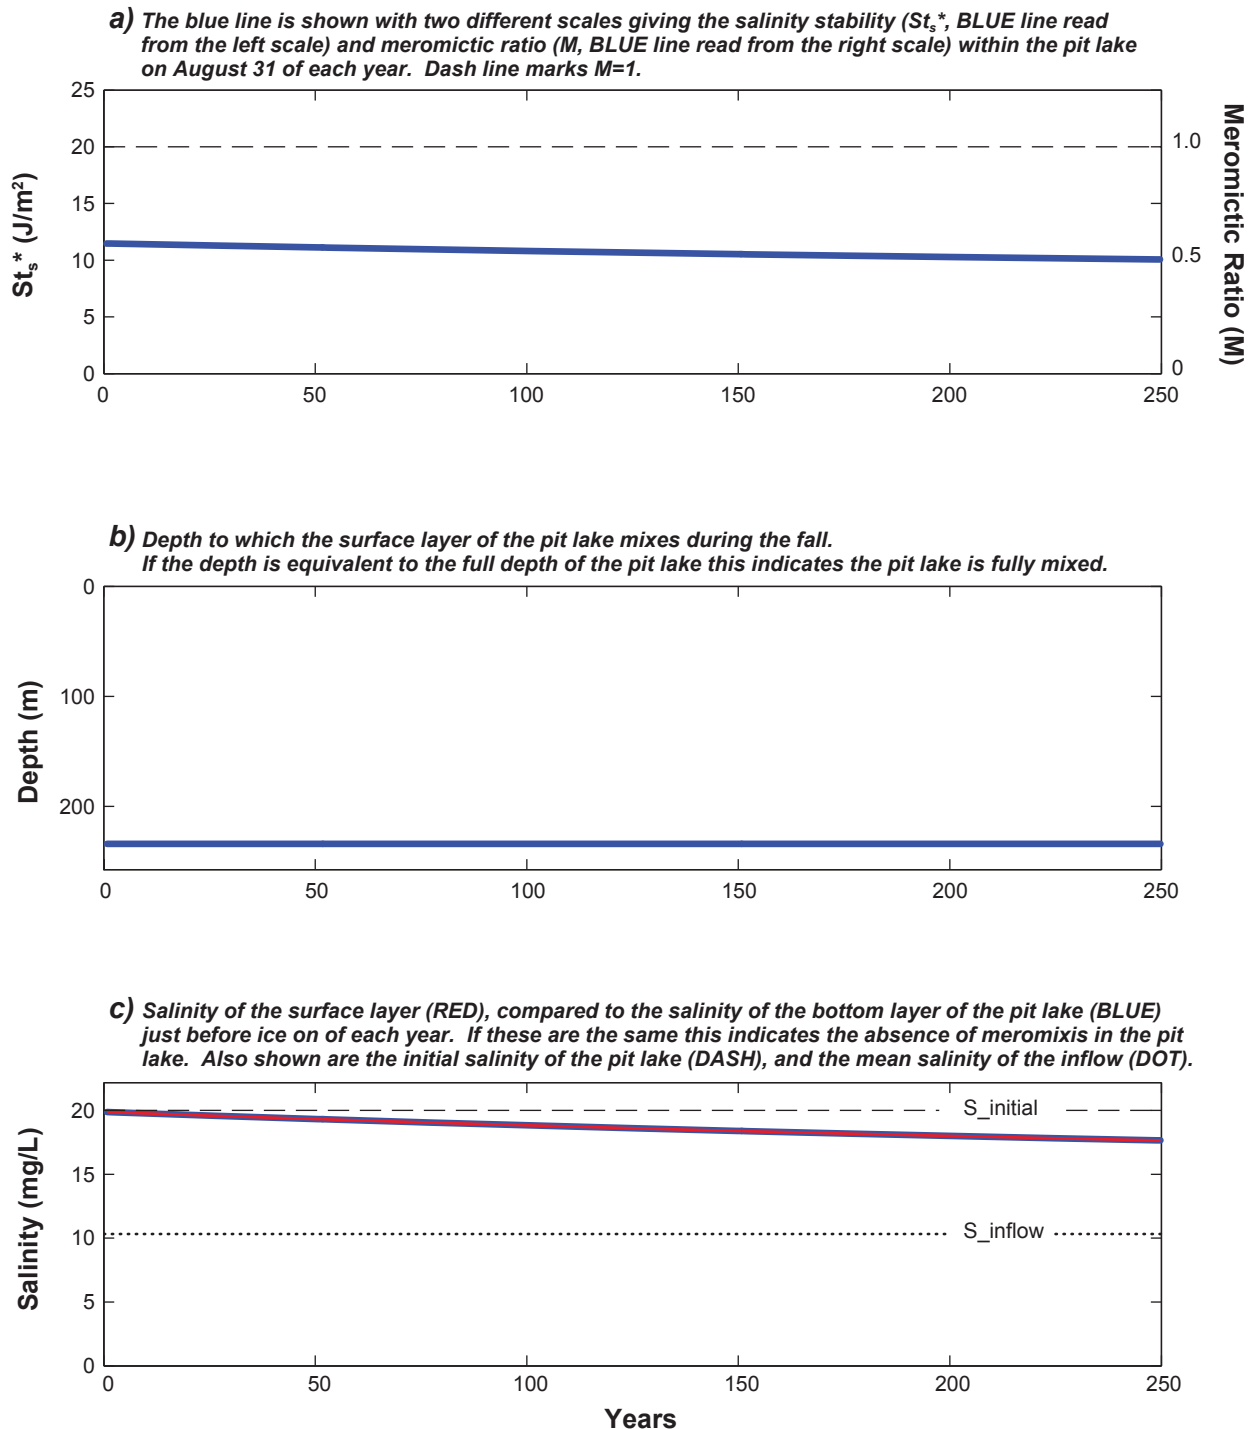 a) The blue line is shown with two different scales giving the salinity stability (Stₛ*, BLUE line read
from the left scale) and meromictic ratio (M, BLUE line read from the right scale) within the pit lake
on August 31 of each year. Dash line marks M=1.
25
20
15
10
5
0
Stₛ* (J/m²)
1.0
0.5
0
Meromictic Ratio (M)
0 50 100 150 200 250
b) Depth to which the surface layer of the pit lake mixes during the fall.
If the depth is equivalent to the full depth of the pit lake this indicates the pit lake is fully mixed.
0
100
200
Depth (m)
0 50 100 150 200 250
c) Salinity of the surface layer (RED), compared to the salinity of the bottom layer of the pit lake (BLUE)
just before ice on of each year. If these are the same this indicates the absence of meromixis in the pit
lake. Also shown are the initial salinity of the pit lake (DASH), and the mean salinity of the inflow (DOT).
20
15
10
5
0
Salinity (mg/L)
S_initial
S_inflow
0 50 100 150 200 250
Years